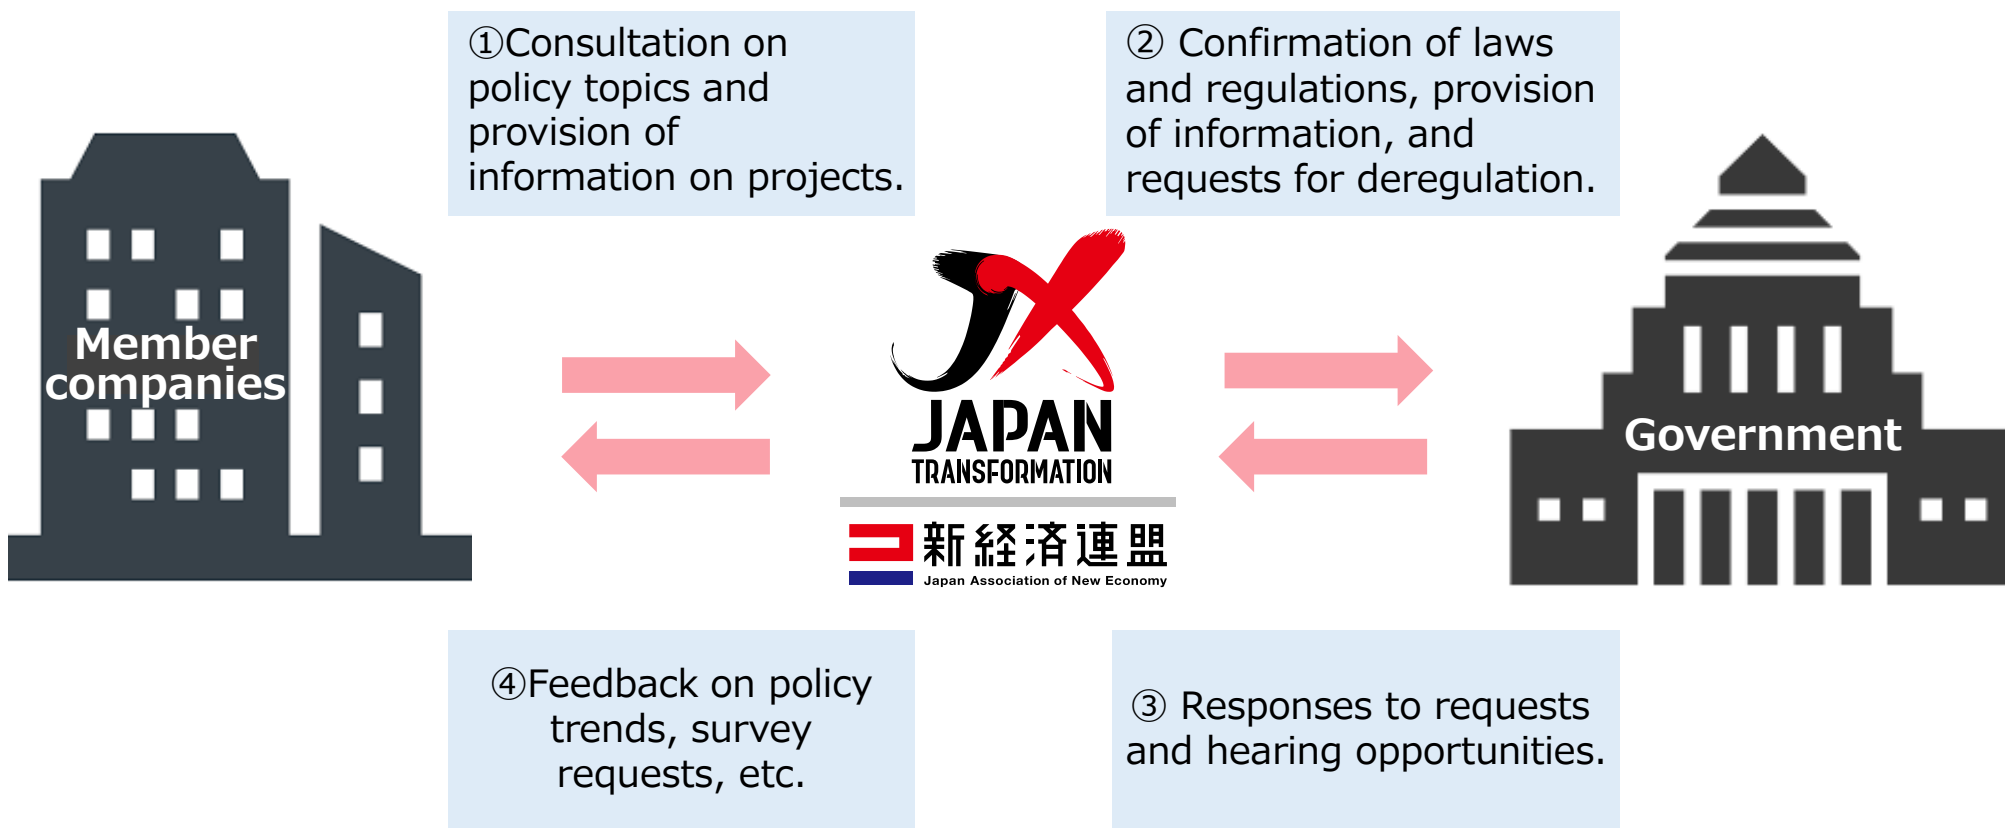 ①Consultation on
policy topics and
provision of
information on projects.
② Confirmation of laws
and regulations, provision
of information, and
requests for deregulation.
Member
companies
JX
JAPAN
TRANSFORMATION
新経済連盟
Japan Association of New Economy
Government
④Feedback on policy
trends, survey
requests, etc.
③ Responses to requests
and hearing opportunities.